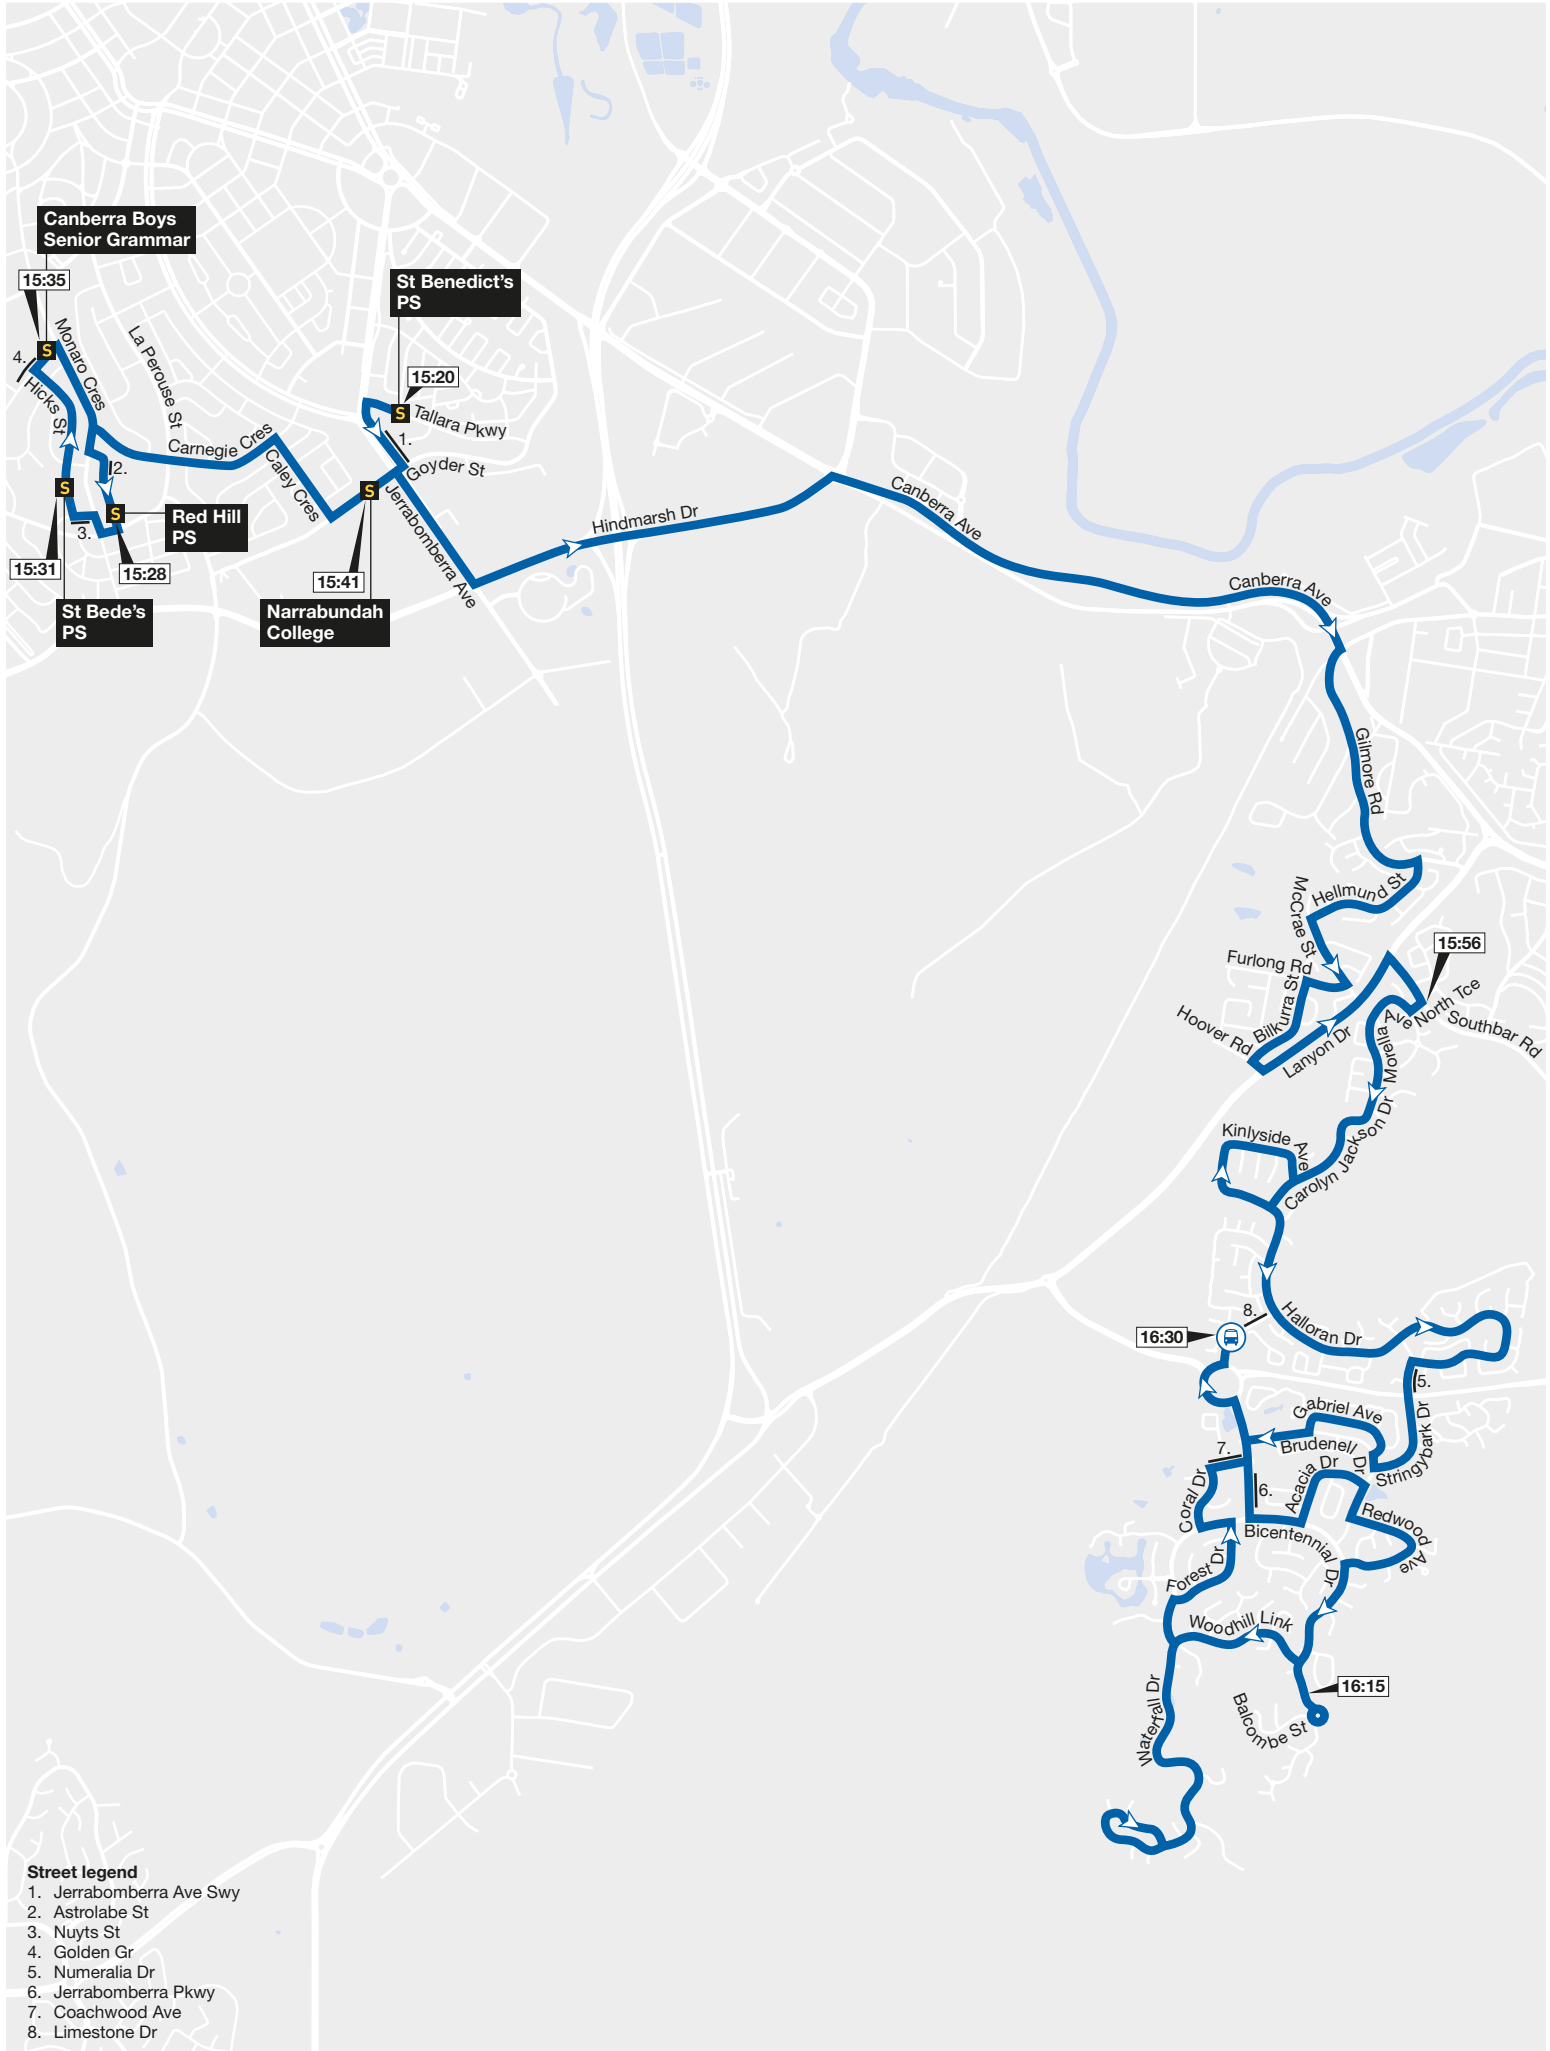 Canberra Boys
Senior Grammar
15:35
St Benedict's
PS
15:20
4.
Monaro Cres
La Perouse St
Hicks St
Tallara Pkwy
1.
Goyder St
Carnegie Cres
Caley Cres
2.
S
S
S
S
S
Jerrabomberra Ave
Hindmarsh Dr
Canberra Ave
Red Hill
PS
3.
15:31
15:28
15:41
St Bede's
PS
Narrabundah
College
Canberra Ave
Gilmore Rd
Hellmund St
McCrae St
15:56
Furlong Rd
Bilkurra St
Hoover Rd
Lanyon Dr
North Tce
Southbar Rd
Morella Ave
Kinlyside Ave
Carolyn Jackson Dr
8.
Halloran Dr
16:30
5.
Gabriel Ave
Brudenell Dr
Stringybark Dr
7.
Acacia Dr
6.
Coral Dr
Redwood Ave
Bicentennial Dr
Forest Dr
Woodhill Link
16:15
Waterfall Dr
Balcombe St
Street legend
1. Jerrabomberra Ave Swy
2. Astrolabe St
3. Nuyts St
4. Golden Gr
5. Numeralia Dr
6. Jerrabomberra Pkwy
7. Coachwood Ave
8. Limestone Dr